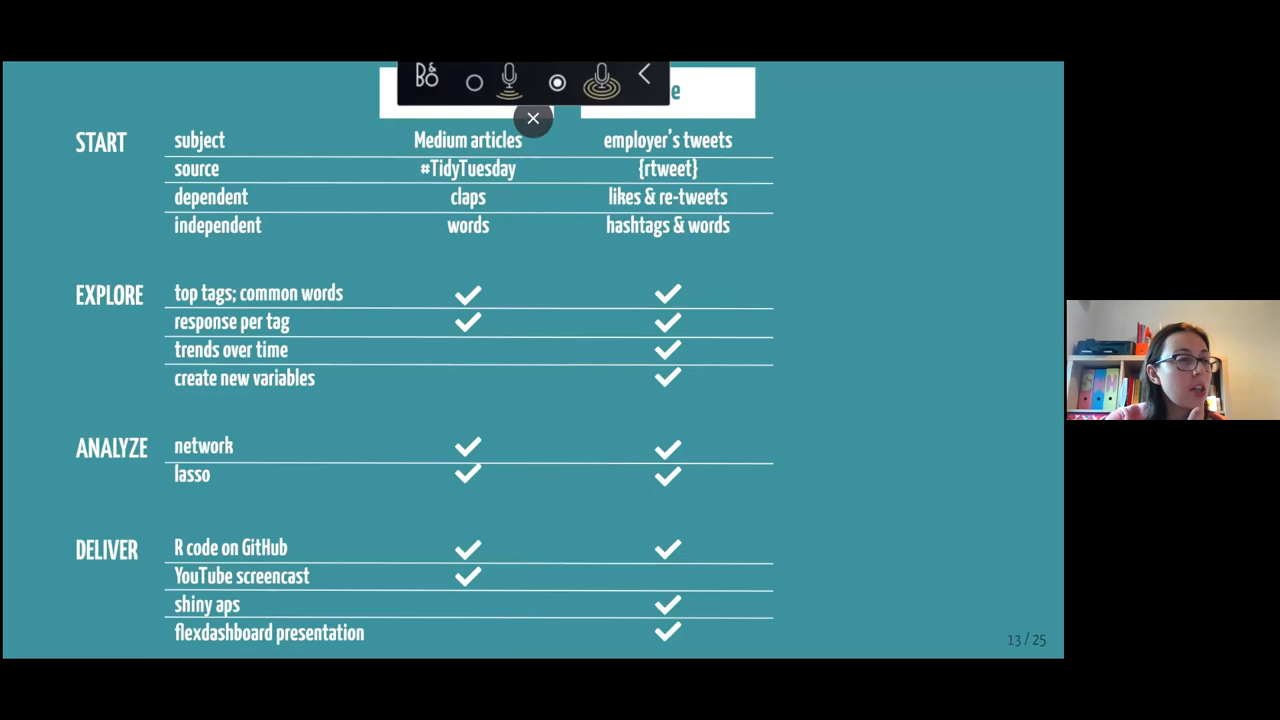 B&O
e
START subject Medium articles employer's tweets
source #TidyTuesday {rtweet}
dependent claps likes & re-tweets
independent words hashtags & words
EXPLORE top tags; common words
response per tag
trends over time
create new variables
ANALYZE network
lasso
DELIVER R code on GitHub
YouTube screencast
shiny aps
flexdashboard presentation
13 / 25